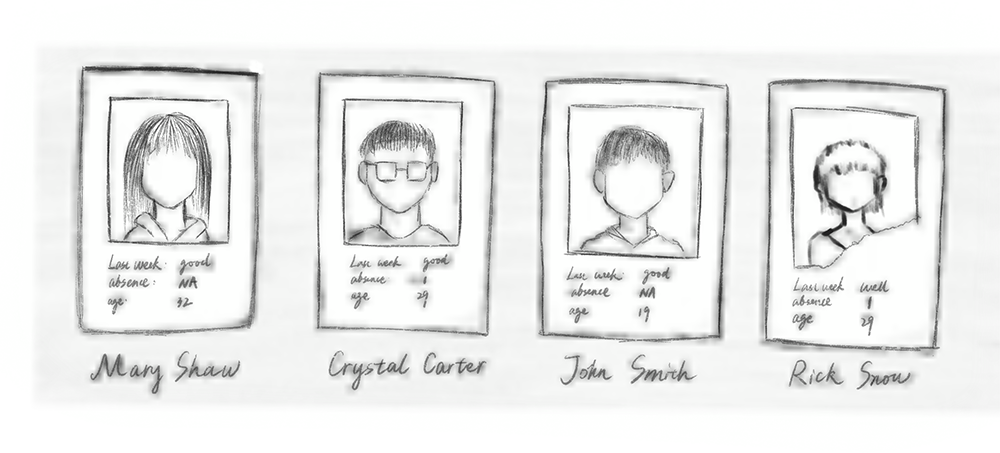 Last week: good
absence: NA
age: 32
Mary Shaw
Last week good
absence 1
age 29
Crystal Carter
Last week good
absence NA
age 19
John Smith
Last week well
absence 1
age 29
Rick Snow